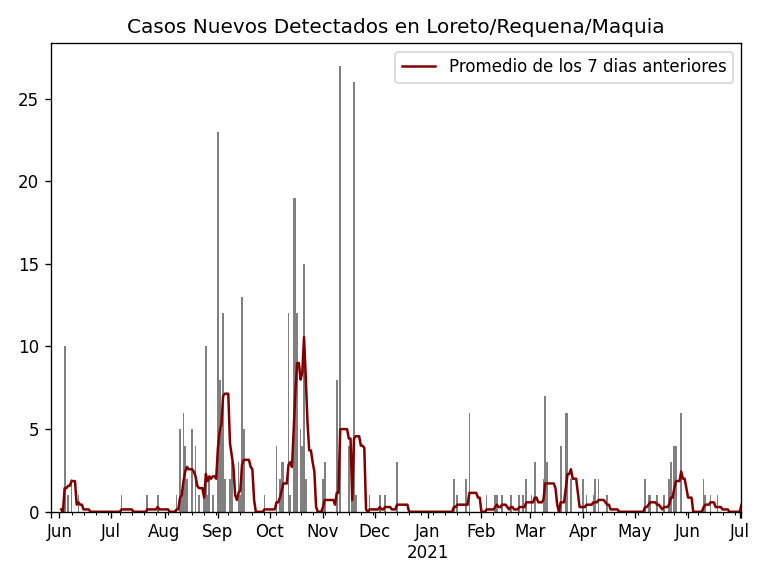 Casos Nuevos Detectados en Loreto/Requena/Maquia
Promedio de los 7 dias anteriores
25
20
15
10
5
0
Jun Jul Aug Sep Oct Nov Dec Jan Feb Mar Apr May Jun Jul
2021